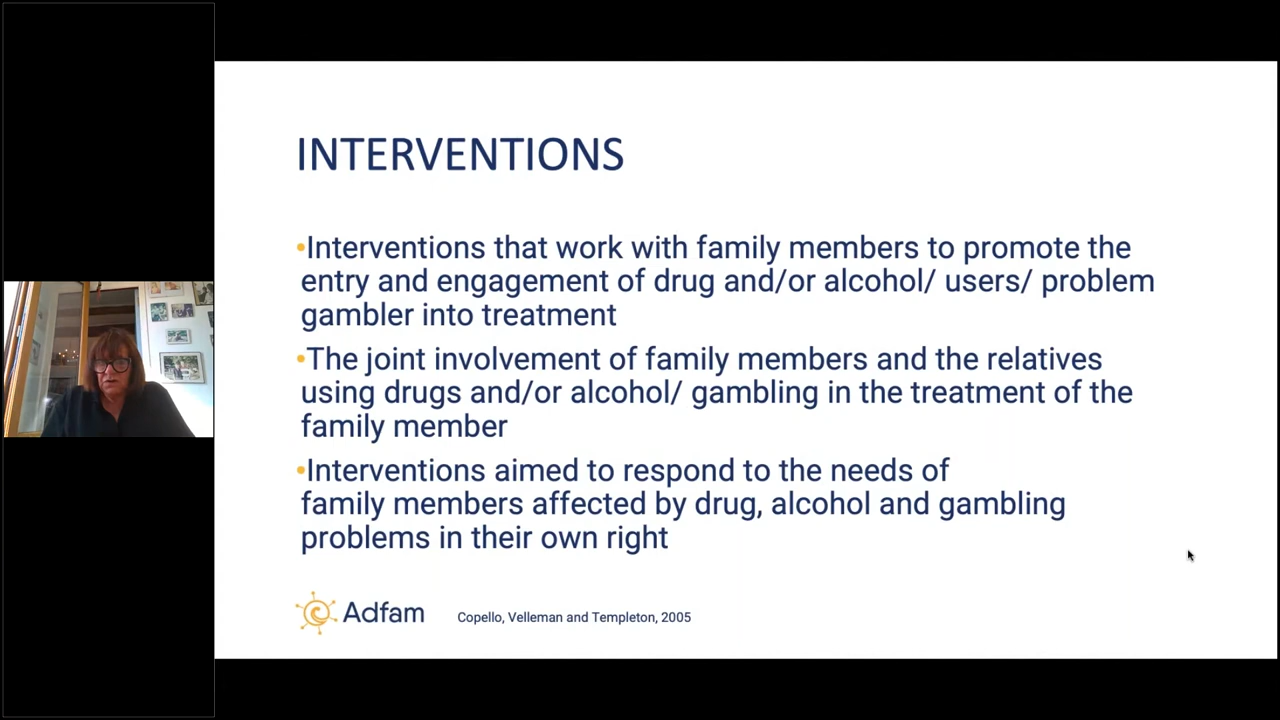 INTERVENTIONS
•Interventions that work with family members to promote the
entry and engagement of drug and/or alcohol/ users/ problem
gambler into treatment
•The joint involvement of family members and the relatives
using drugs and/or alcohol/ gambling in the treatment of the
family member
•Interventions aimed to respond to the needs of
family members affected by drug, alcohol and gambling
problems in their own right
Adfam
Copello, Velleman and Templeton, 2005